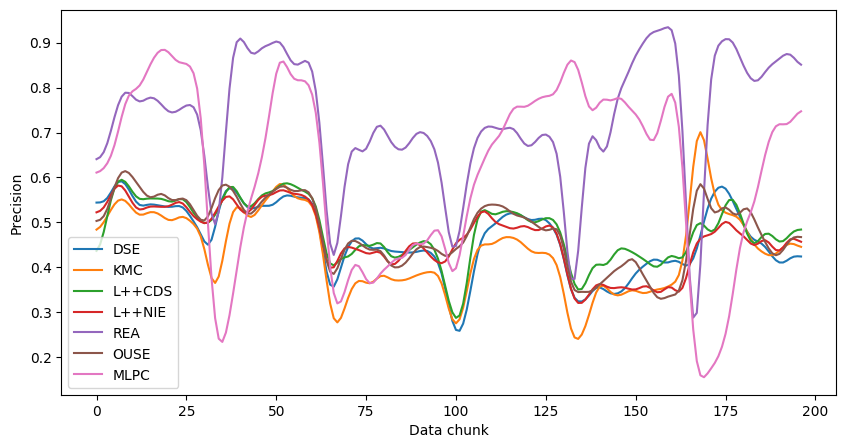 0.9
0.8
0.7
0.6
0.5
0.4
0.3
0.2
Precision
DSE
KMC
L++CDS
L++NIE
REA
OUSE
MLPC
0 25 50 75 100 125 150 175 200
Data chunk